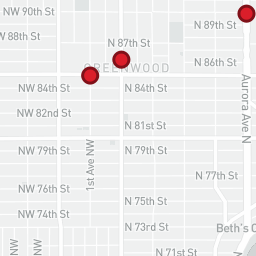 NW 90th St
N 89th St
NW 88th St
N 87th St
N 86th St
GREENWOOD
NW 84th St
N 84th St
Aurora Ave N
NW 82nd St
N 81st St
NW 79th St
N 79th St
1st Ave NW
N 77th St
NW 76th St
N 75th St
NW 74th St
N 73rd St
Beth's C
NW
NW
N 71st St